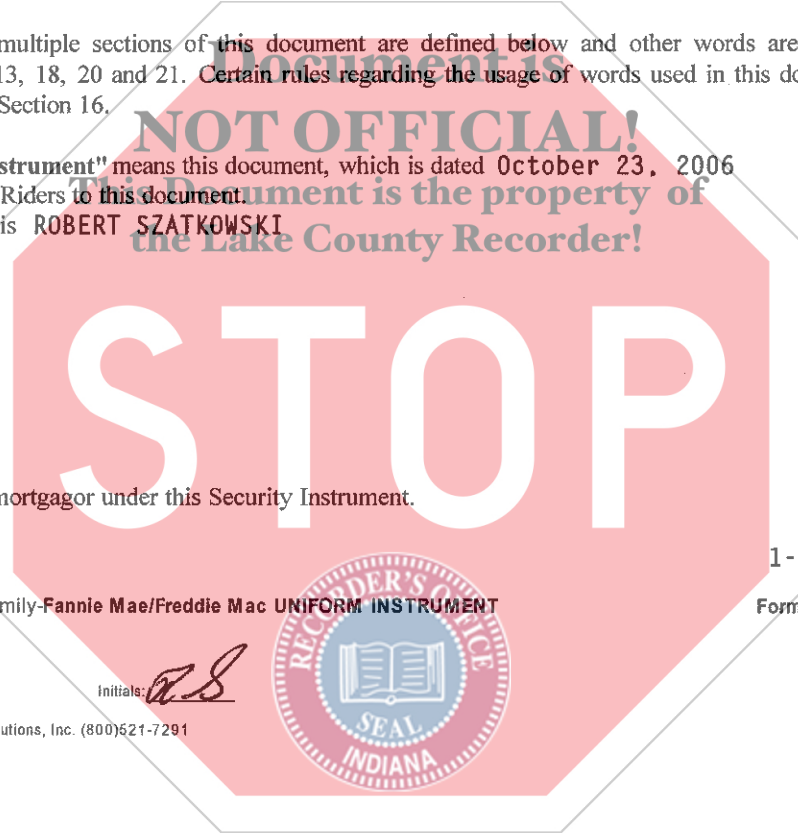 multiple sections of this document are defined below and other words are
Document is
13, 18, 20 and 21. Certain rules regarding the usage of words used in this do
Section 16.
NOT OFFICIAL!
strument" means this document, which is dated October 23, 2006
This Document is the property of
Riders to this document.
is ROBERT SZATKOWSKI
the Lake County Recorder!
STOP
mortgagor under this Security Instrument.
1-
mily-Fannie Mae/Freddie Mac UNIFORM INSTRUMENT
Form
RECORDER'S OFFICE
Initials: RS
SEAL
utions, Inc. (800)521-7291
INDIANA